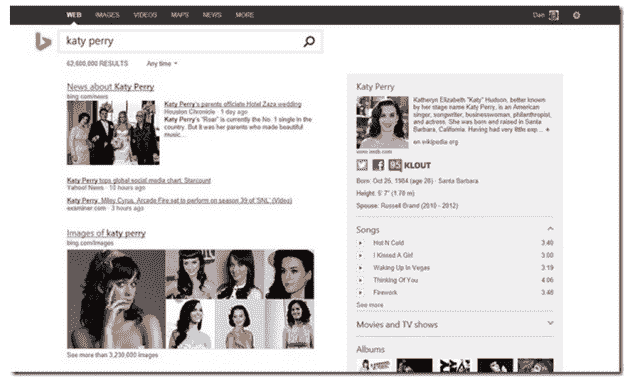 WEB IMAGES VIDEOS MAPS NEWS MORE Dan
katy perry
62,600,000 RESULTS Any time
News about Katy Perry
bing.com/news
Katy Perry's parents officiate Hotel Zaza wedding
Houston Chronicle · 1 day ago
Katy Perry's "Roar" is currently the No. 1 single in the
country. But it was her parents who made beautiful
music...
Katy Perry tops global social media chart, Starcount
Yahoo! News · 10 hours ago
Katy Perry, Miley Cyrus, Arcade Fire set to perform on season 39 of 'SNL' (Video)
examiner.com · 3 hours ago
Images of katy perry
bing.com/images
See more than 3,230,000 images
Katy Perry
Katheryn Elizabeth "Katy" Hudson, better known
by her stage name Katy Perry, is an American
singer, songwriter, businesswoman, philanthropist,
and actress. She was born and raised in Santa
Barbara, California. Having had very little exp...
en.wikipedia.org
www.imdb.com
95 KLOUT
Born: Oct 25, 1984 (age 28) · Santa Barbara
Height: 5' 7" (1.70 m)
Spouse: Russell Brand (2010 - 2012)
Songs
Hot N Cold 3:40
I Kissed A Girl 3:00
Waking Up In Vegas 3:19
Thinking Of You 4:06
Firework 3:48
See more
Movies and TV shows
Albums